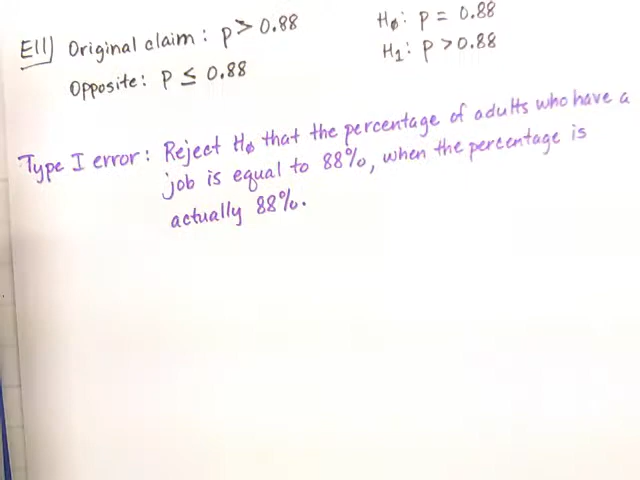 E11) Original claim: p > 0.88
Opposite: p ≤ 0.88
H₀: p = 0.88
H₁: p > 0.88
Type I error: Reject H₀ that the percentage of adults who have a
job is equal to 88%, when the percentage is
actually 88%.